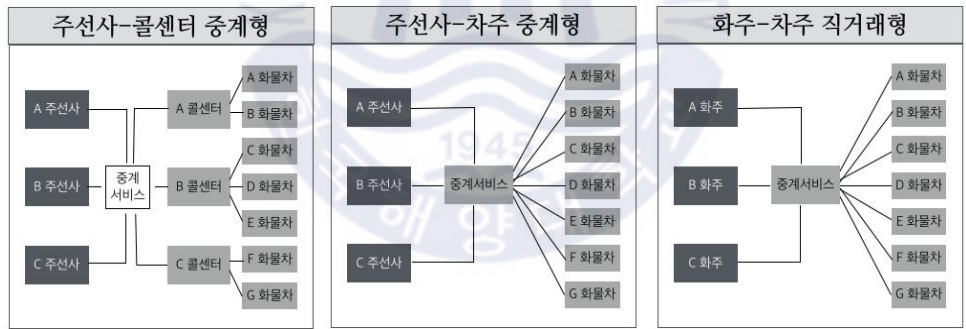 주선사-콜센터 중계형
A 주선사
B 주선사
C 주선사
중계
서비스
A 콜센터
B 콜센터
C 콜센터
A 화물차
B 화물차
C 화물차
D 화물차
E 화물차
F 화물차
G 화물차
주선사-차주 중계형
A 주선사
B 주선사
C 주선사
중계서비스
A 화물차
B 화물차
C 화물차
D 화물차
E 화물차
F 화물차
G 화물차
화주-차주 직거래형
A 화주
B 화주
C 화주
중계서비스
A 화물차
B 화물차
C 화물차
D 화물차
E 화물차
F 화물차
G 화물차
1945
해양대